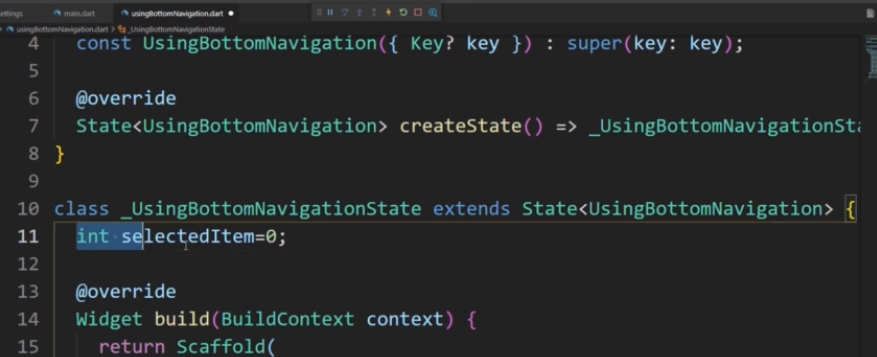 ettings main.dart usingBottomNavigation.dart
usingBottomNavigation.dart > _UsingBottomNavigationState
4 const UsingBottomNavigation({ Key? key }) : super(key: key);
5
6 @override
7 State<UsingBottomNavigation> createState() => _UsingBottomNavigationSta
8 }
9
10 class _UsingBottomNavigationState extends State<UsingBottomNavigation> {
11 int selectedItem=0;
12
13 @override
14 Widget build(BuildContext context) {
15 return Scaffold(